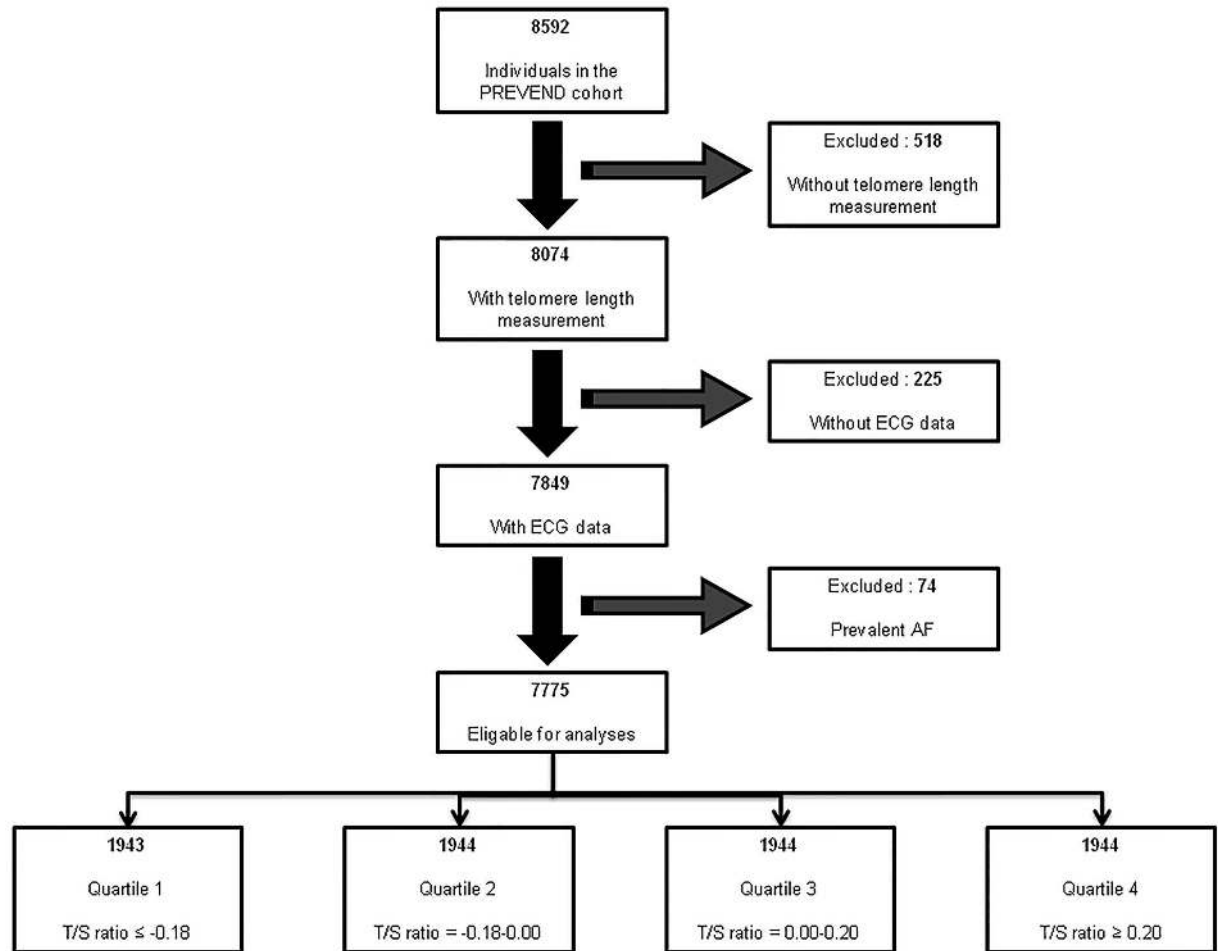 8592
Individuals in the
PREVEND cohort
Excluded : 518
Without telomere length
measurement
8074
With telomere length
measurement
Excluded : 225
Without ECG data
7849
With ECG data
Excluded : 74
Prevalent AF
7775
Eligable for analyses
1943
Quartile 1
T/S ratio ≤ -0.18
1944
Quartile 2
T/S ratio = -0.18-0.00
1944
Quartile 3
T/S ratio = 0.00-0.20
1944
Quartile 4
T/S ratio ≥ 0.20